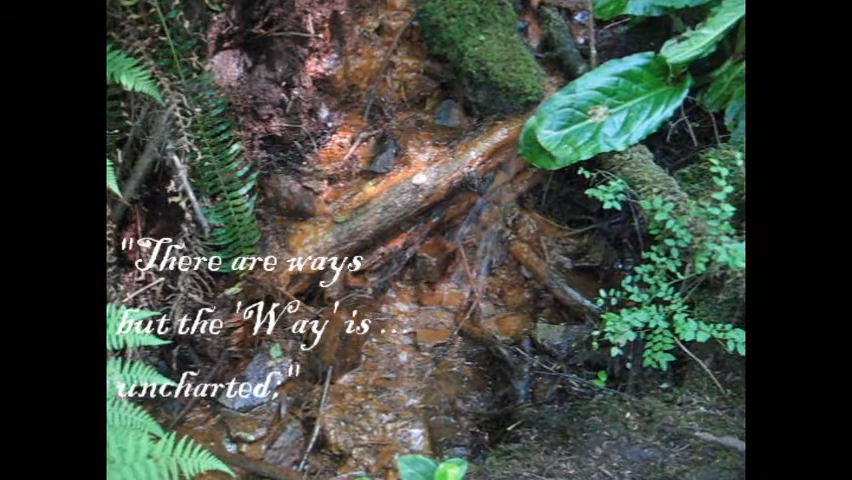 "There are ways
but the 'Way' is ...
uncharted;"